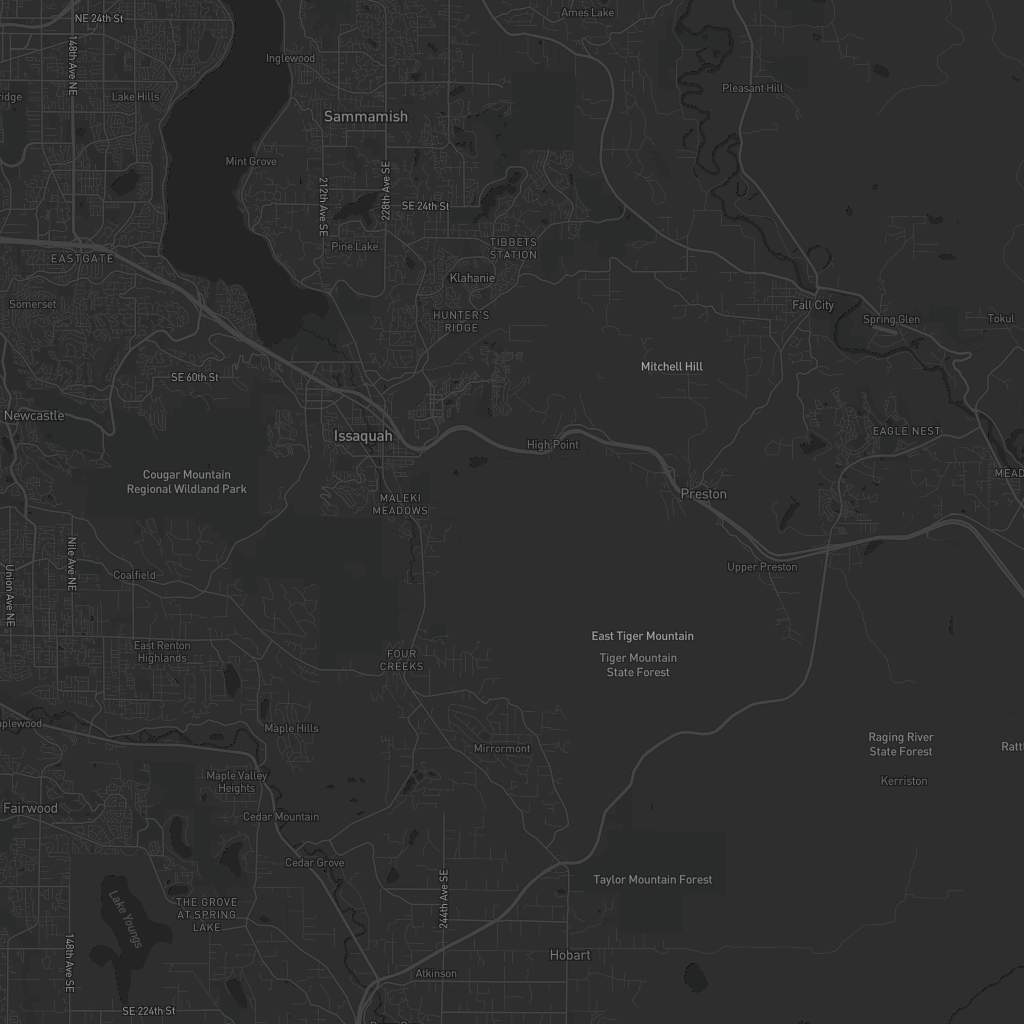 Ames Lake
NE 24th St
148th Ave NE
Inglewood
Pleasant Hill
Lake Hills
Sammamish
Mint Grove
212th Ave SE
228th Ave SE
SE 24th St
Pine Lake
TIBBETS
STATION
EASTGATE
Klahanie
Somerset
HUNTER'S
RIDGE
Fall City
Spring Glen
Tokul
Mitchell Hill
SE 60th St
Newcastle
Issaquah
High Point
EAGLE NEST
Cougar Mountain
Regional Wildland Park
MEAD
Preston
MALEKI
MEADOWS
Nile Ave NE
Union Ave NE
Coalfield
Upper Preston
East Renton
Highlands
East Tiger Mountain
Tiger Mountain
State Forest
FOUR
CREEKS
aplewood
Maple Hills
Mirrormont
Raging River
State Forest
Rattl
Maple Valley
Heights
Kerriston
Fairwood
Cedar Mountain
Cedar Grove
Taylor Mountain Forest
244th Ave SE
Lake Youngs
THE GROVE
AT SPRING
LAKE
148th Ave SE
Hobart
Atkinson
SE 224th St